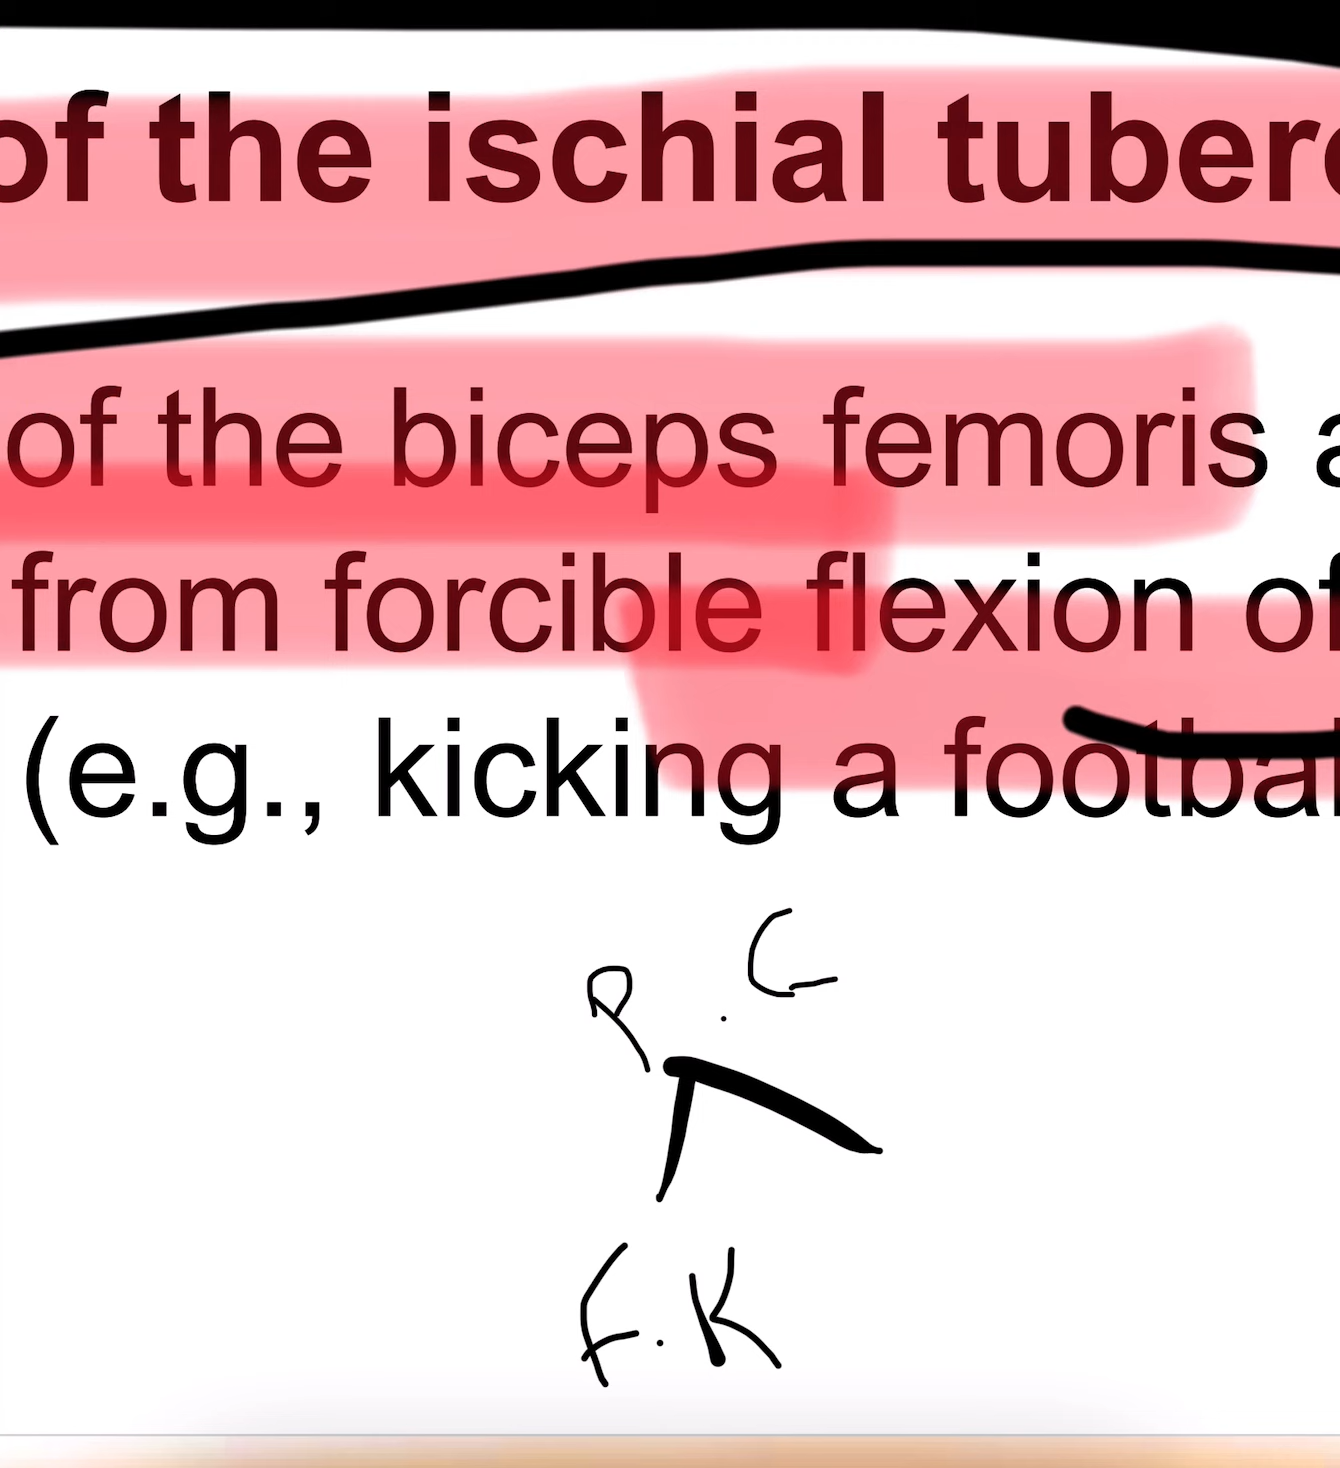 of the ischial tuber
of the biceps femoris a
from forcible flexion of
(e.g., kicking a footbal
R . C
F . K